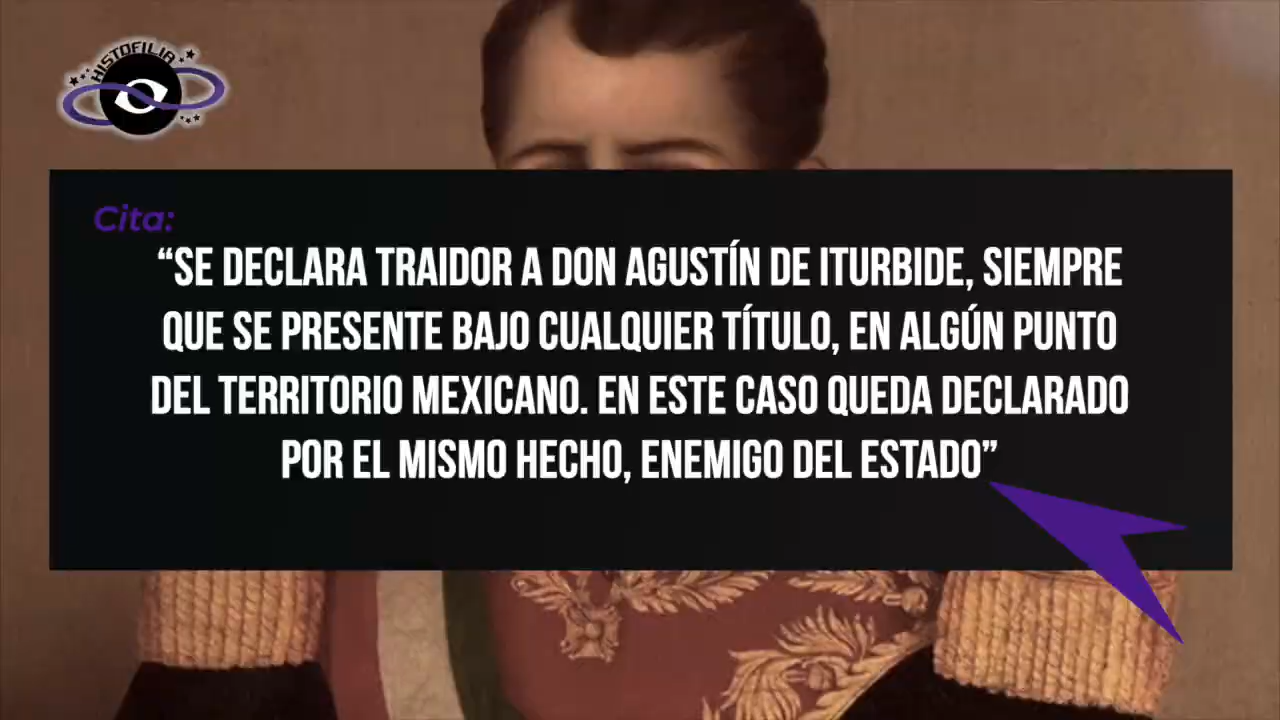 HISTOFILIA
Cita:
“SE DECLARA TRAIDOR A DON AGUSTÍN DE ITURBIDE, SIEMPRE
QUE SE PRESENTE BAJO CUALQUIER TÍTULO, EN ALGÚN PUNTO
DEL TERRITORIO MEXICANO. EN ESTE CASO QUEDA DECLARADO
POR EL MISMO HECHO, ENEMIGO DEL ESTADO”